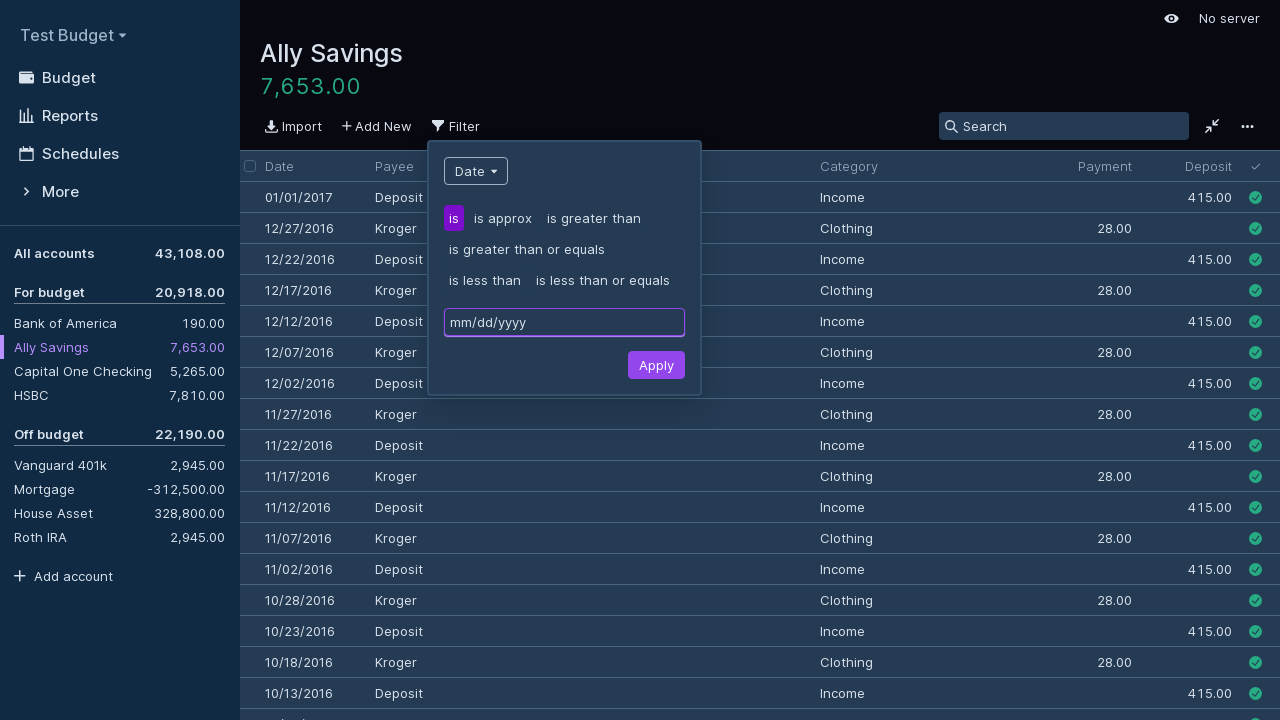 Test Budget
Budget
Reports
Schedules
More
All accounts 43,108.00
For budget 20,918.00
Bank of America 190.00
Ally Savings 7,653.00
Capital One Checking 5,265.00
HSBC 7,810.00
Off budget 22,190.00
Vanguard 401k 2,945.00
Mortgage -312,500.00
House Asset 328,800.00
Roth IRA 2,945.00
Add account
No server
Ally Savings
7,653.00
Import Add New Filter Search
Date Payee Category Payment Deposit
01/01/2017 Deposit Income 415.00
12/27/2016 Kroger Clothing 28.00
12/22/2016 Deposit Income 415.00
12/17/2016 Kroger Clothing 28.00
12/12/2016 Deposit Income 415.00
12/07/2016 Kroger Clothing 28.00
12/02/2016 Deposit Income 415.00
11/27/2016 Kroger Clothing 28.00
11/22/2016 Deposit Income 415.00
11/17/2016 Kroger Clothing 28.00
11/12/2016 Deposit Income 415.00
11/07/2016 Kroger Clothing 28.00
11/02/2016 Deposit Income 415.00
10/28/2016 Kroger Clothing 28.00
10/23/2016 Deposit Income 415.00
10/18/2016 Kroger Clothing 28.00
10/13/2016 Deposit Income 415.00
Date
is is approx is greater than
is greater than or equals
is less than is less than or equals
mm/dd/yyyy
Apply